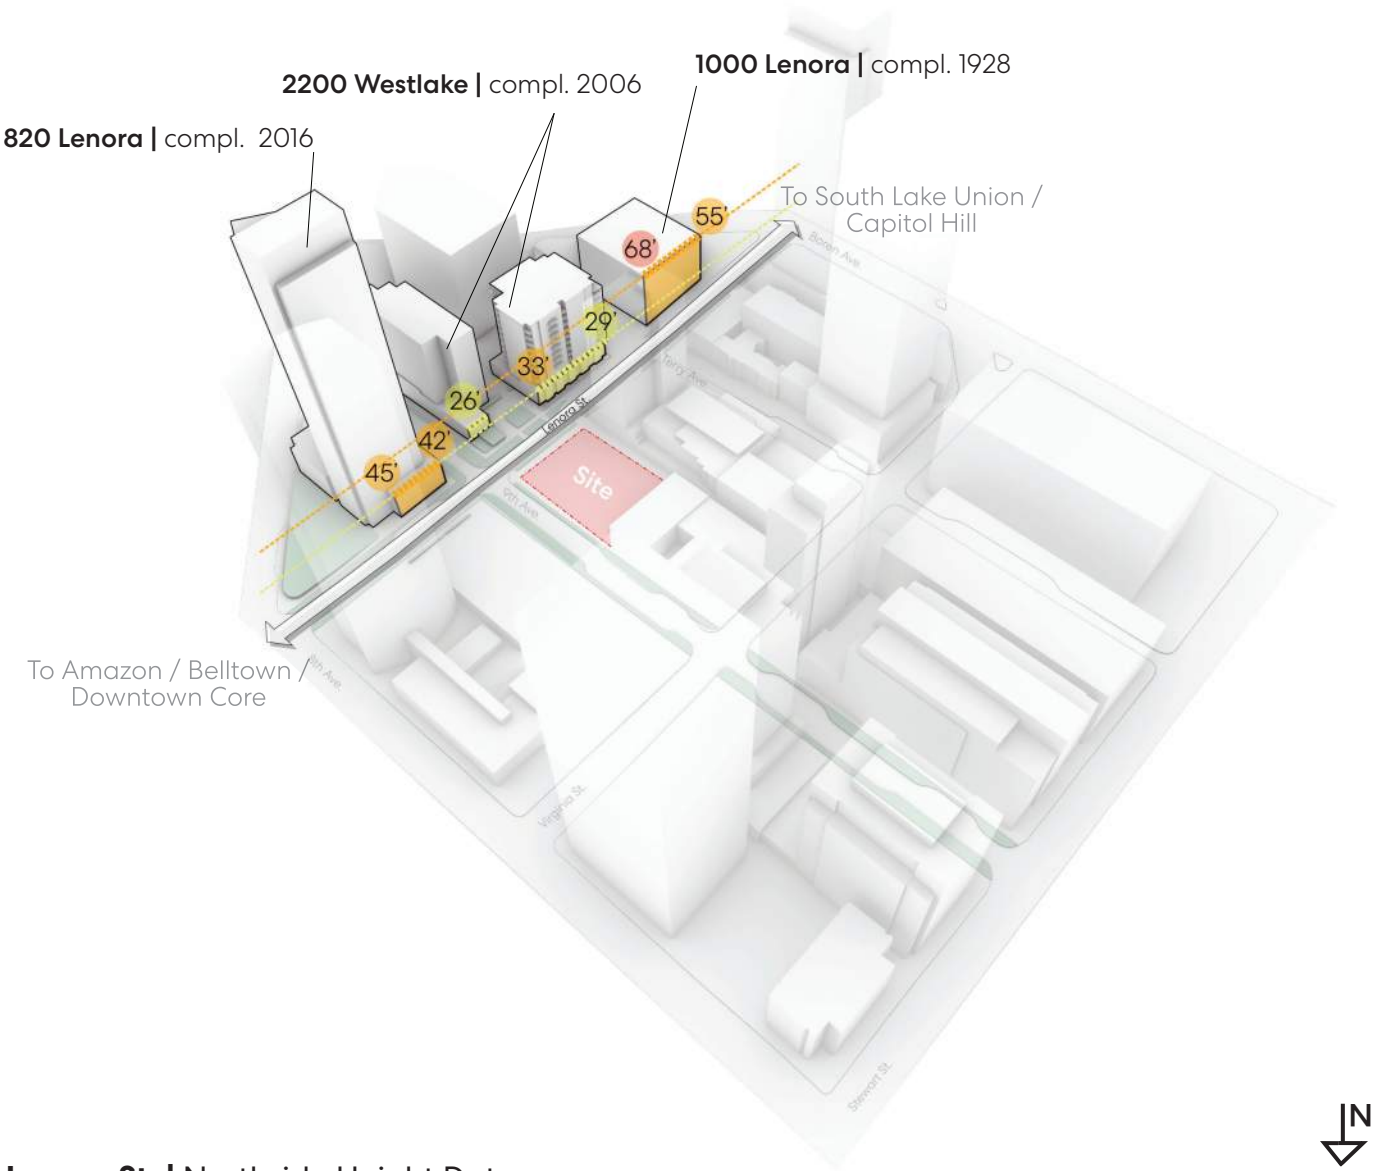 1000 Lenora | compl. 1928
2200 Westlake | compl. 2006
820 Lenora | compl. 2016
To South Lake Union /
Capitol Hill
55'
68'
Boren Ave.
29'
33'
Terry Ave.
26'
Lenora St.
42'
45'
Site
9th Ave.
To Amazon / Belltown /
Downtown Core
8th Ave.
Virginia St.
Stewart St.
N